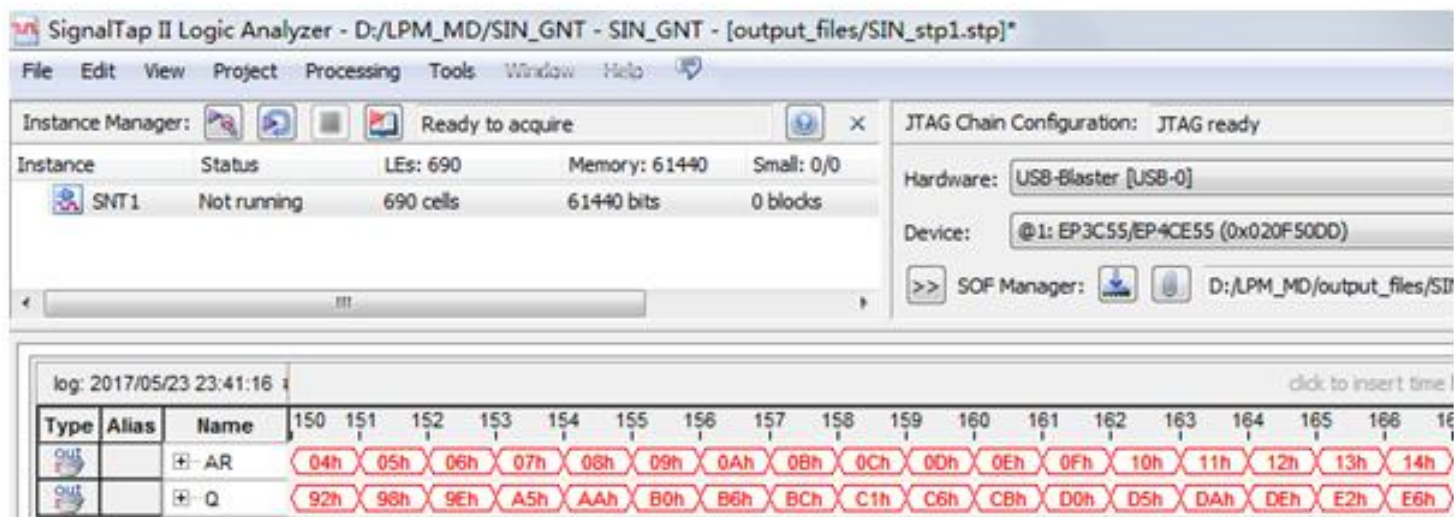 SignalTap II Logic Analyzer - D:/LPM_MD/SIN_GNT - SIN_GNT - [output_files/SIN_stp1.stp]*
File Edit View Project Processing Tools Window Help
Instance Manager: Ready to acquire
JTAG Chain Configuration: JTAG ready
Instance Status LEs: 690 Memory: 61440 Small: 0/0
Hardware: USB-Blaster [USB-0]
SNT1 Not running 690 cells 61440 bits 0 blocks
Device: @1: EP3C55/EP4CE55 (0x020F50DD)
>> SOF Manager: D:/LPM_MD/output_files/SI
log: 2017/05/23 23:41:16 click to insert time
Type Alias Name 150 151 152 153 154 155 156 157 158 159 160 161 162 163 164 165 166 16
out AR 04h 05h 06h 07h 08h 09h 0Ah 0Bh 0Ch 0Dh 0Eh 0Fh 10h 11h 12h 13h 14h
out Q 92h 98h 9Eh A5h AAh B0h B6h BCh C1h C6h CBh D0h D5h DAh DEh E2h E6h